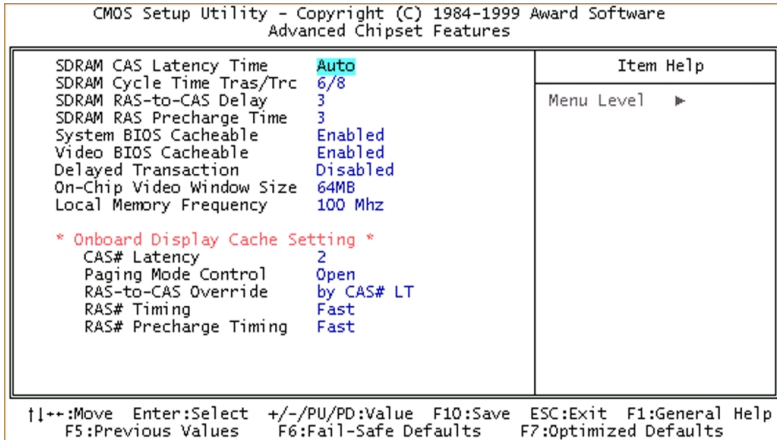 CMOS Setup Utility - Copyright (C) 1984-1999 Award Software
Advanced Chipset Features
SDRAM CAS Latency Time Auto
SDRAM Cycle Time Tras/Trc 6/8
SDRAM RAS-to-CAS Delay 3
SDRAM RAS Precharge Time 3
System BIOS Cacheable Enabled
Video BIOS Cacheable Enabled
Delayed Transaction Disabled
On-Chip Video Window Size 64MB
Local Memory Frequency 100 Mhz
* Onboard Display Cache Setting *
CAS# Latency 2
Paging Mode Control Open
RAS-to-CAS Override by CAS# LT
RAS# Timing Fast
RAS# Precharge Timing Fast
Item Help
Menu Level ►
↑↓←→:Move Enter:Select +/-/PU/PD:Value F10:Save ESC:Exit F1:General Help
F5:Previous Values F6:Fail-Safe Defaults F7:Optimized Defaults